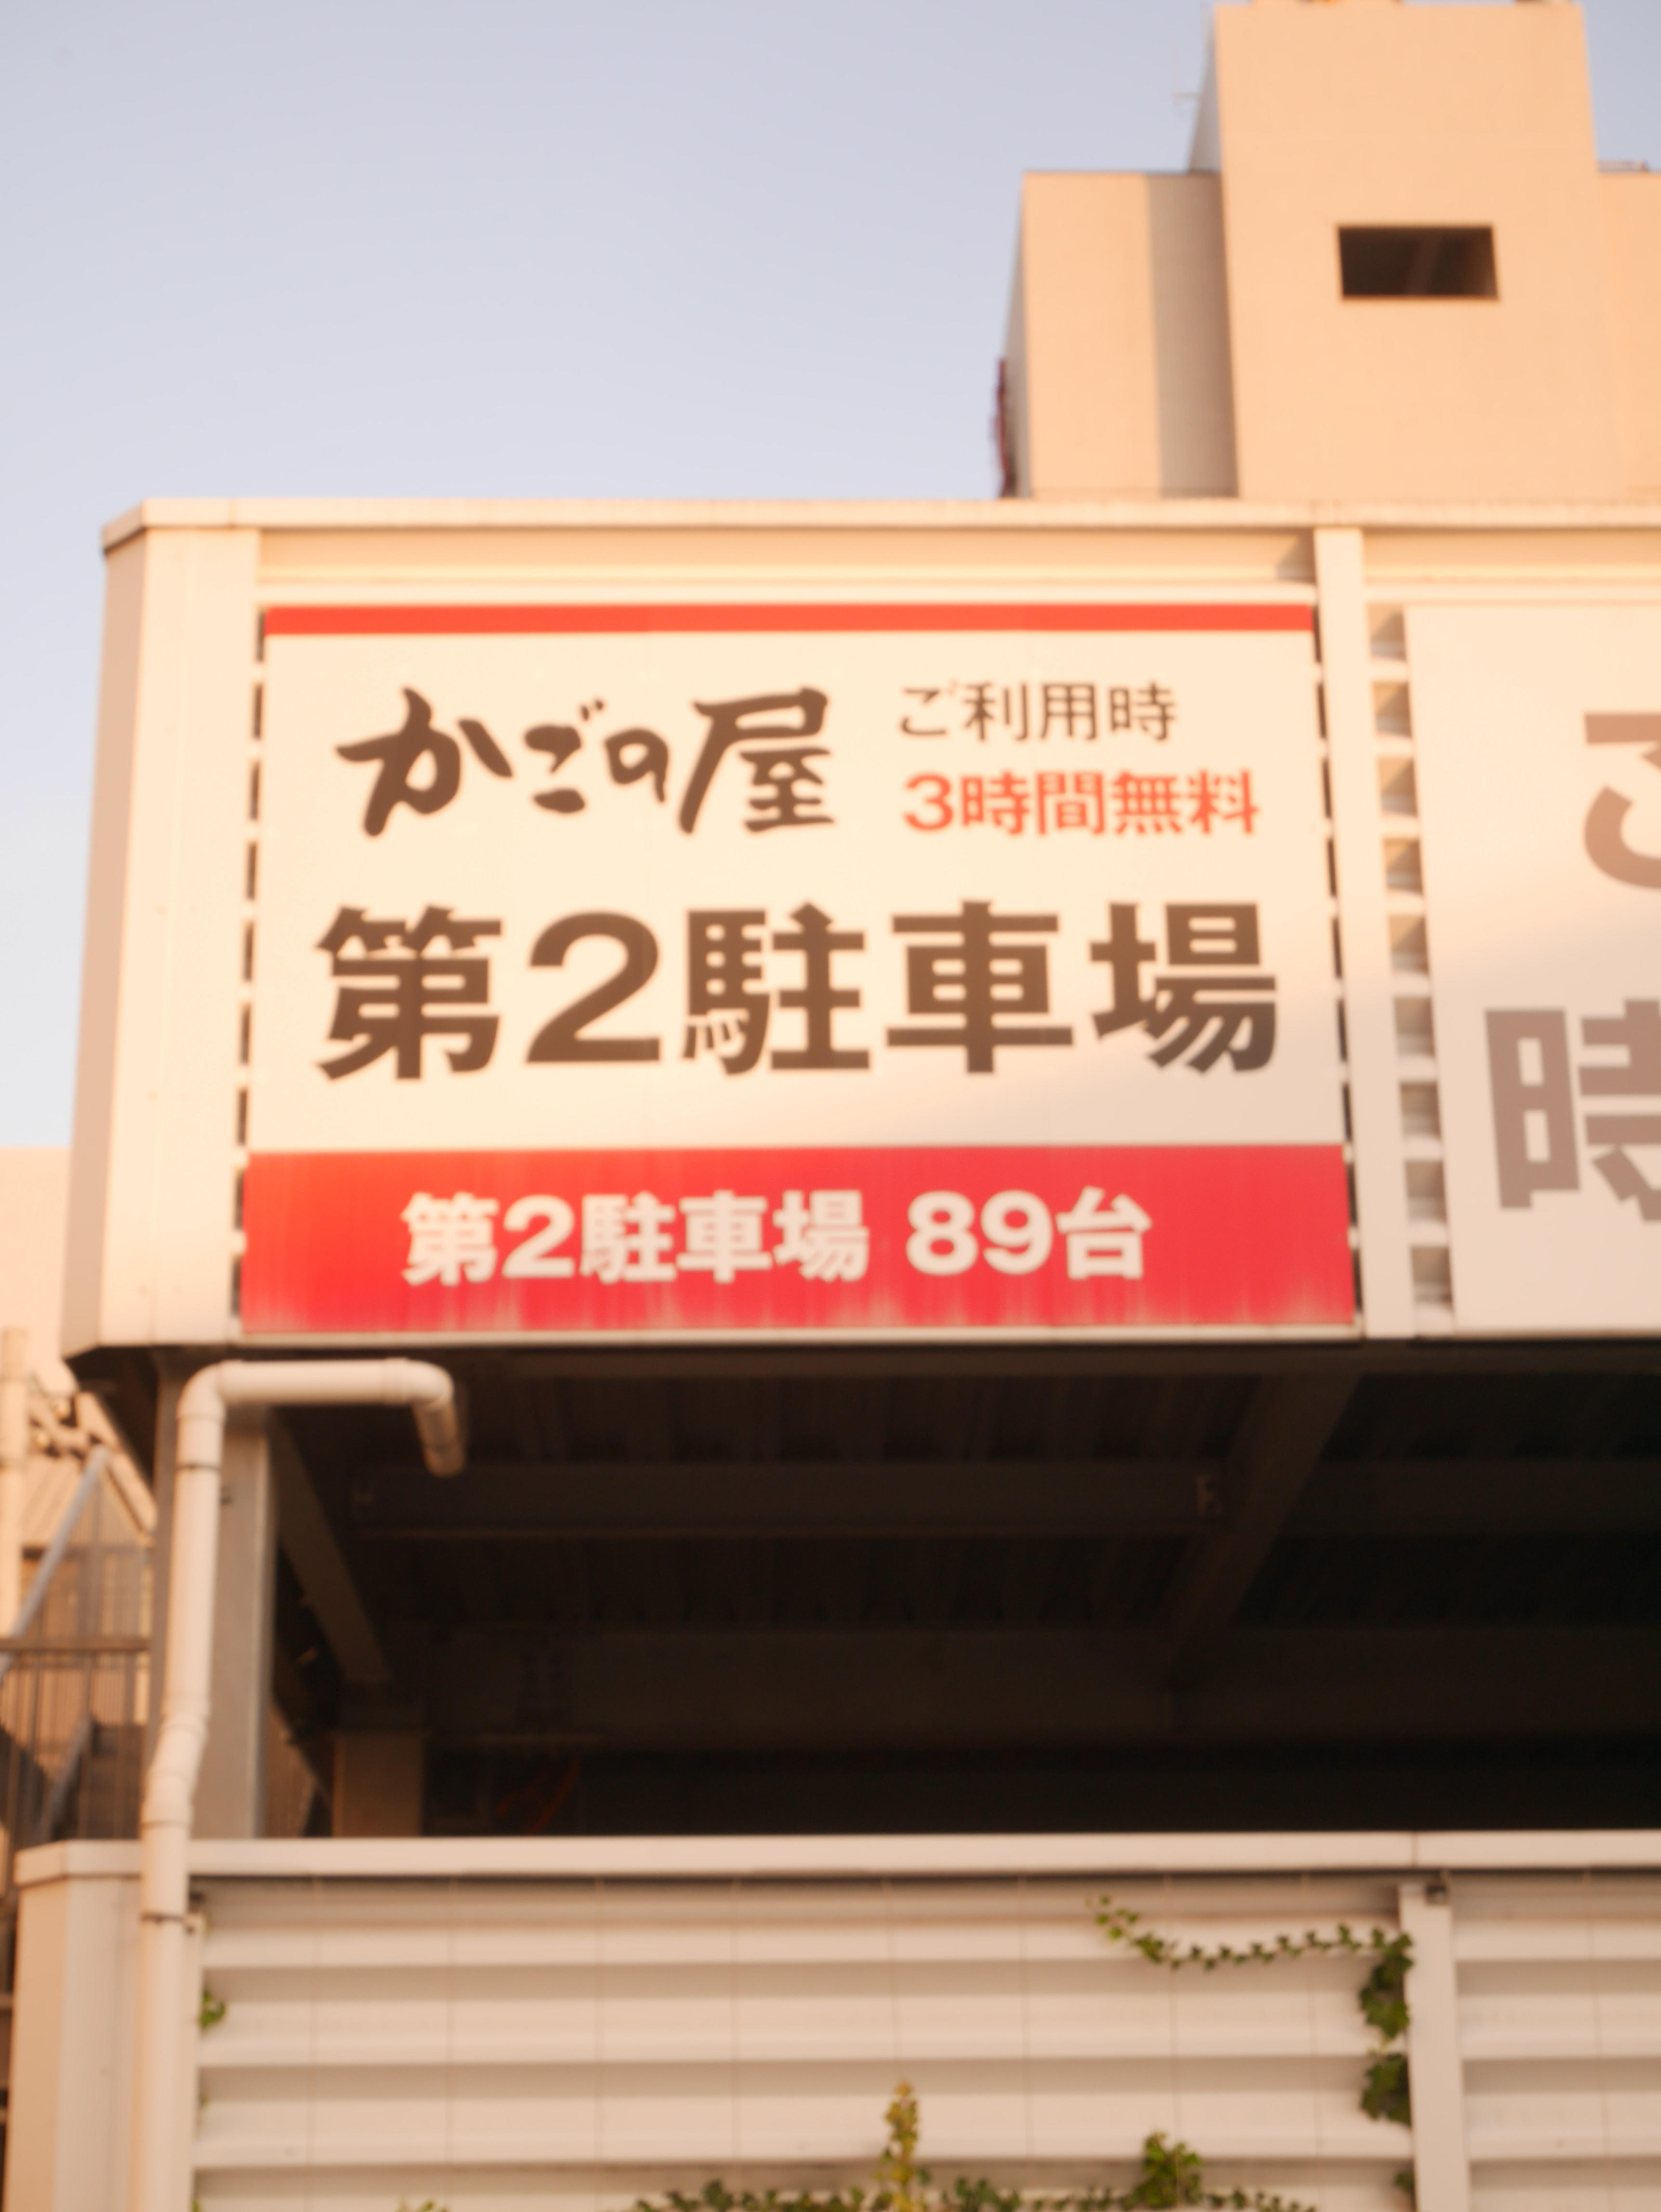 かごの屋
ご利用時
3時間無料
第2駐車場
第2駐車場 89台
時